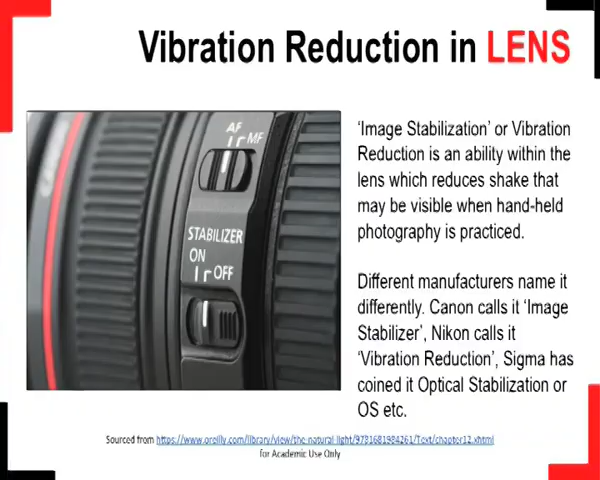 Vibration Reduction in LENS
AF
MF
STABILIZER
ON
OFF
‘Image Stabilization’ or Vibration
Reduction is an ability within the
lens which reduces shake that
may be visible when hand-held
photography is practiced.
Different manufacturers name it
differently. Canon calls it ‘Image
Stabilizer’, Nikon calls it
‘Vibration Reduction’, Sigma has
coined it Optical Stabilization or
OS etc.
Sourced from https://www.oreilly.com/library/view/the-natural-light/9781681984261/Text/chapter12.xhtml
for Academic Use Only